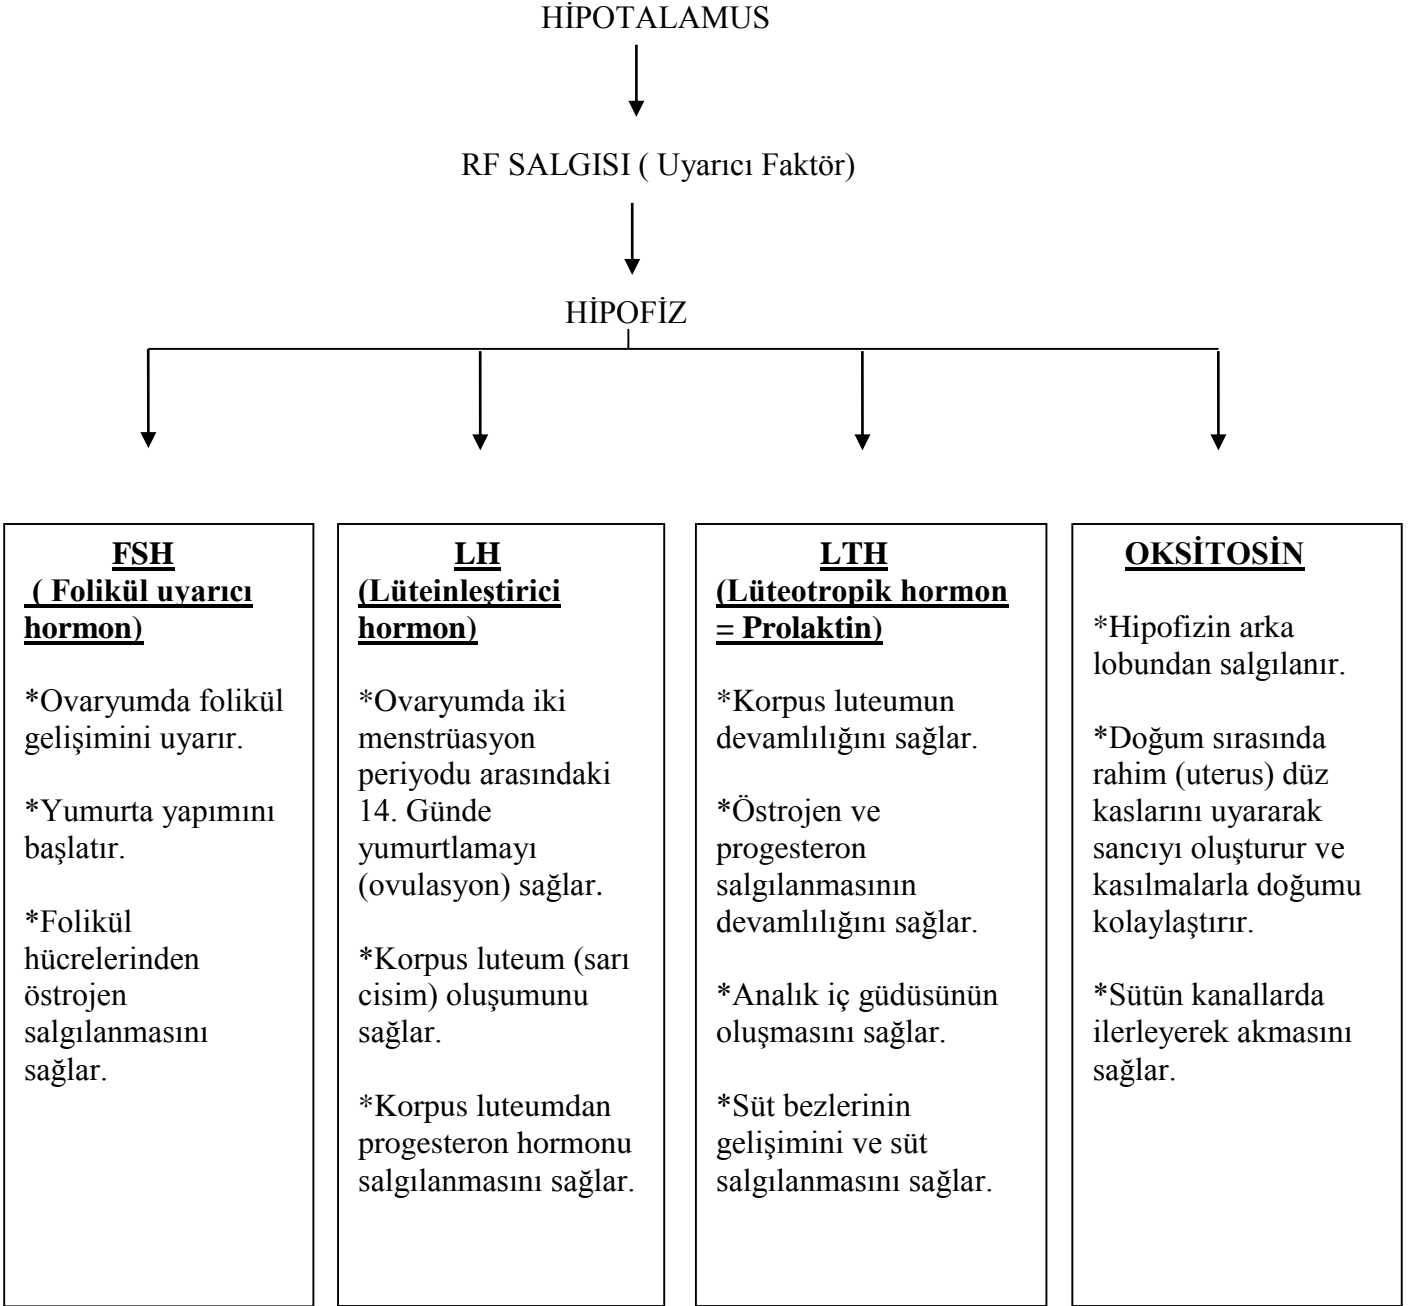 HİPOTALAMUS
RF SALGISI ( Uyarıcı Faktör)
HİPOFİZ
FSH
( Folikül uyarıcı
hormon)
*Ovaryumda folikül
gelişimini uyarır.
*Yumurta yapımını
başlatır.
*Folikül
hücrelerinden
östrojen
salgılanmasını
sağlar.
LH
(Lüteinleştirici
hormon)
*Ovaryumda iki
menstrüasyon
periyodu arasındaki
14. Günde
yumurtlamayı
(ovulasyon) sağlar.
*Korpus luteum (sarı
cisim) oluşumunu
sağlar.
*Korpus luteumdan
progesteron hormonu
salgılanmasını sağlar.
LTH
(Lüteotropik hormon
= Prolaktin)
*Korpus luteumun
devamlılığını sağlar.
*Östrojen ve
progesteron
salgılanmasının
devamlılığını sağlar.
*Analık iç güdüsünün
oluşmasını sağlar.
*Süt bezlerinin
gelişimini ve süt
salgılanmasını sağlar.
OKSİTOSİN
*Hipofizin arka
lobundan salgılanır.
*Doğum sırasında
rahim (uterus) düz
kaslarını uyararak
sancıyı oluşturur ve
kasılmalarla doğumu
kolaylaştırır.
*Sütün kanallarda
ilerleyerek akmasını
sağlar.